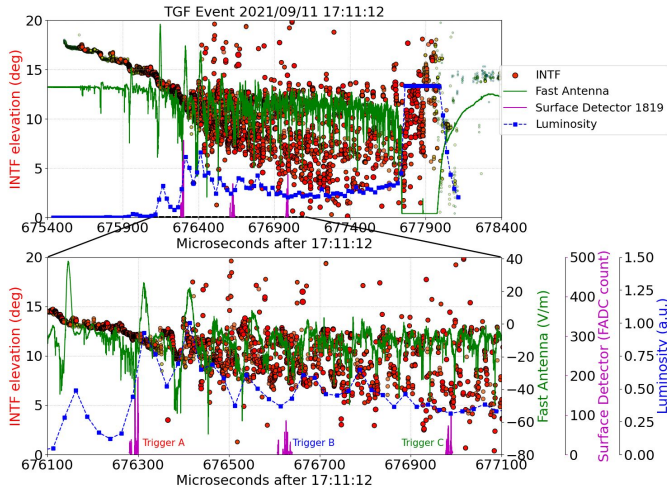 TGF Event 2021/09/11 17:11:12
20
15
10
5
0
INTF elevation (deg)
675400 675900 676400 676900 677400 677900 678400
Microseconds after 17:11:12
INTF
Fast Antenna
Surface Detector 1819
Luminosity
20
15
10
5
0
INTF elevation (deg)
Trigger A
Trigger B
Trigger C
676100 676300 676500 676700 676900 677100
Microseconds after 17:11:12
40
20
0
−20
−40
−60
−80
Fast Antenna (V/m)
500
400
300
200
100
0
Surface Detector (FADC count)
1.50
1.25
1.00
0.75
0.50
0.25
0.00
Luminosity (a.u.)